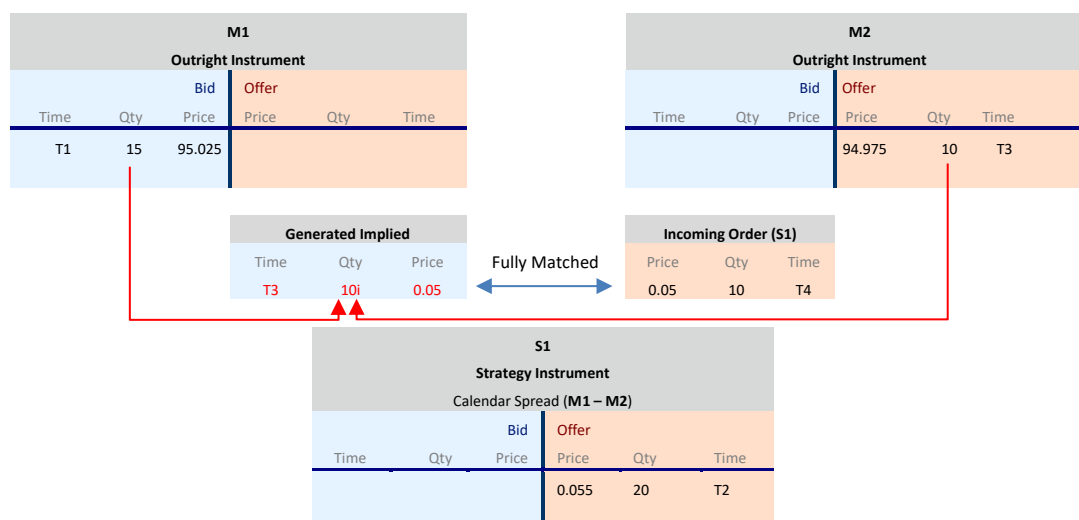 M1
Outright Instrument
Bid Offer
Time Qty Price Price Qty Time
T1 15 95.025
M2
Outright Instrument
Bid Offer
Time Qty Price Price Qty Time
94.975 10 T3
Generated Implied
Time Qty Price
T3 10i 0.05
Fully Matched
Incoming Order (S1)
Price Qty Time
0.05 10 T4
S1
Strategy Instrument
Calendar Spread (M1 – M2)
Bid Offer
Time Qty Price Price Qty Time
0.055 20 T2